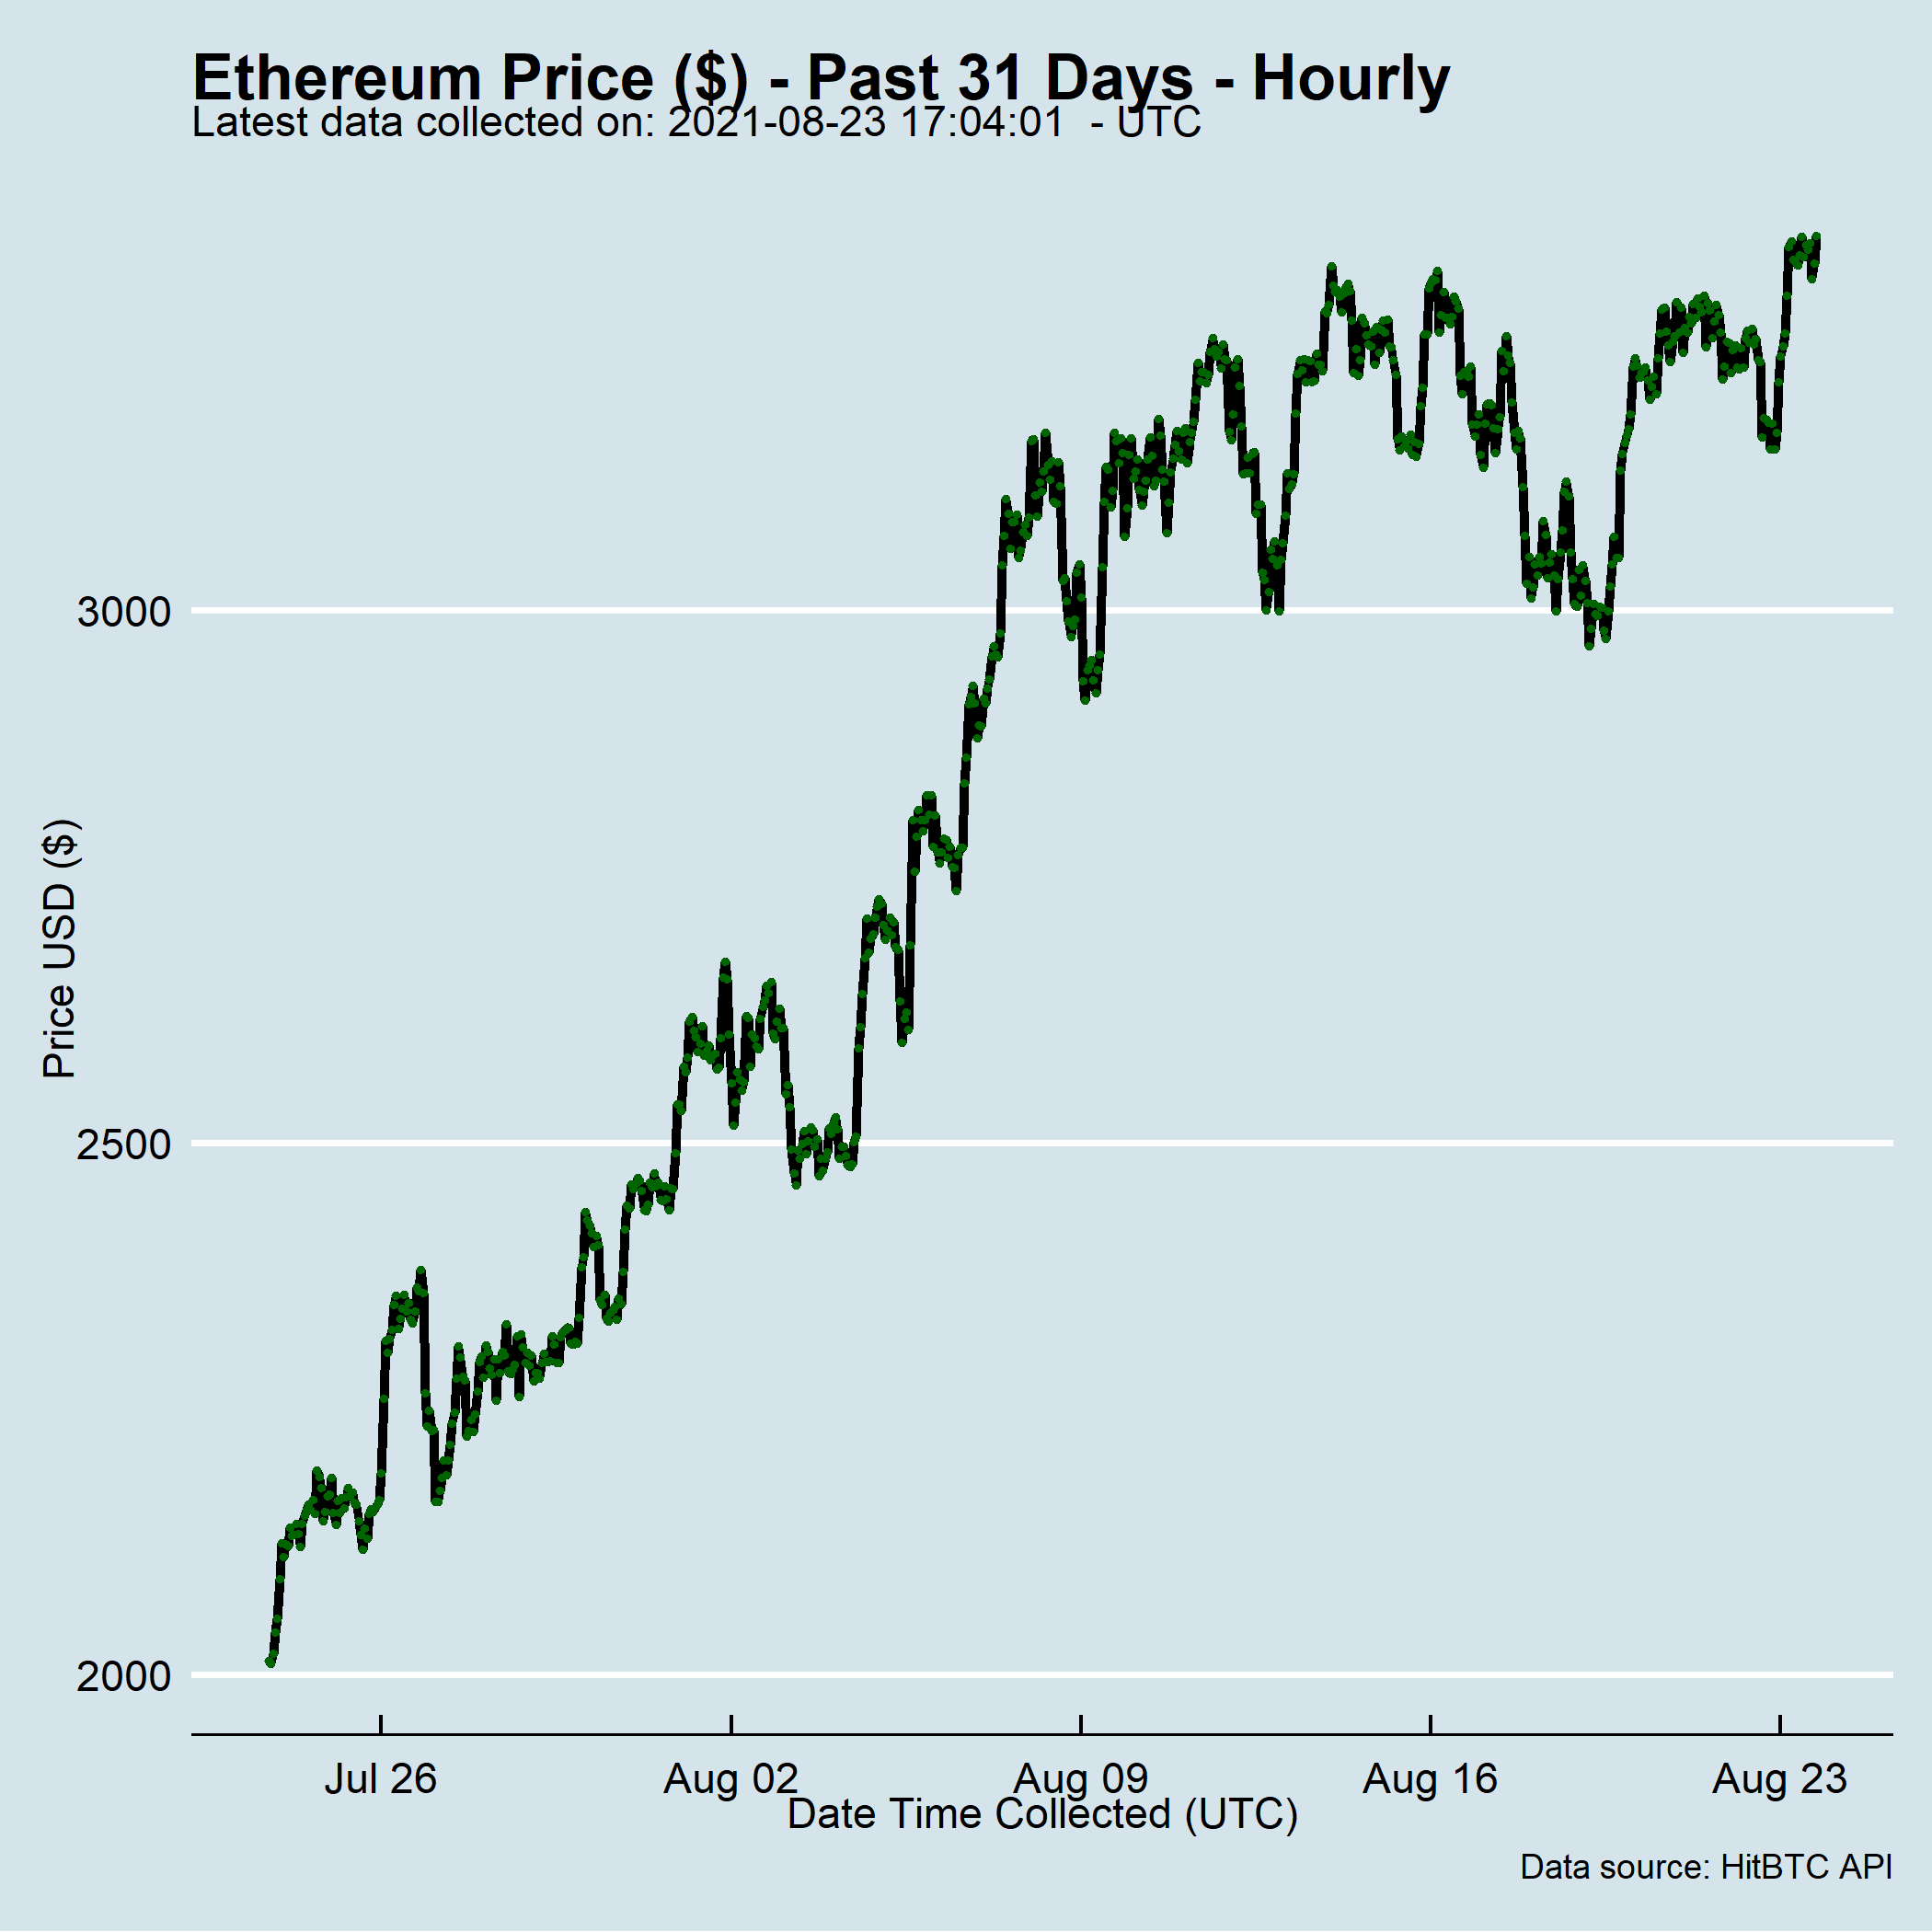 Ethereum Price ($) - Past 31 Days - Hourly
Latest data collected on: 2021-08-23 17:04:01  - UTC
Price USD ($)
3000
2500
2000
Jul 26
Aug 02
Aug 09
Aug 16
Aug 23
Date Time Collected (UTC)
Data source: HitBTC API